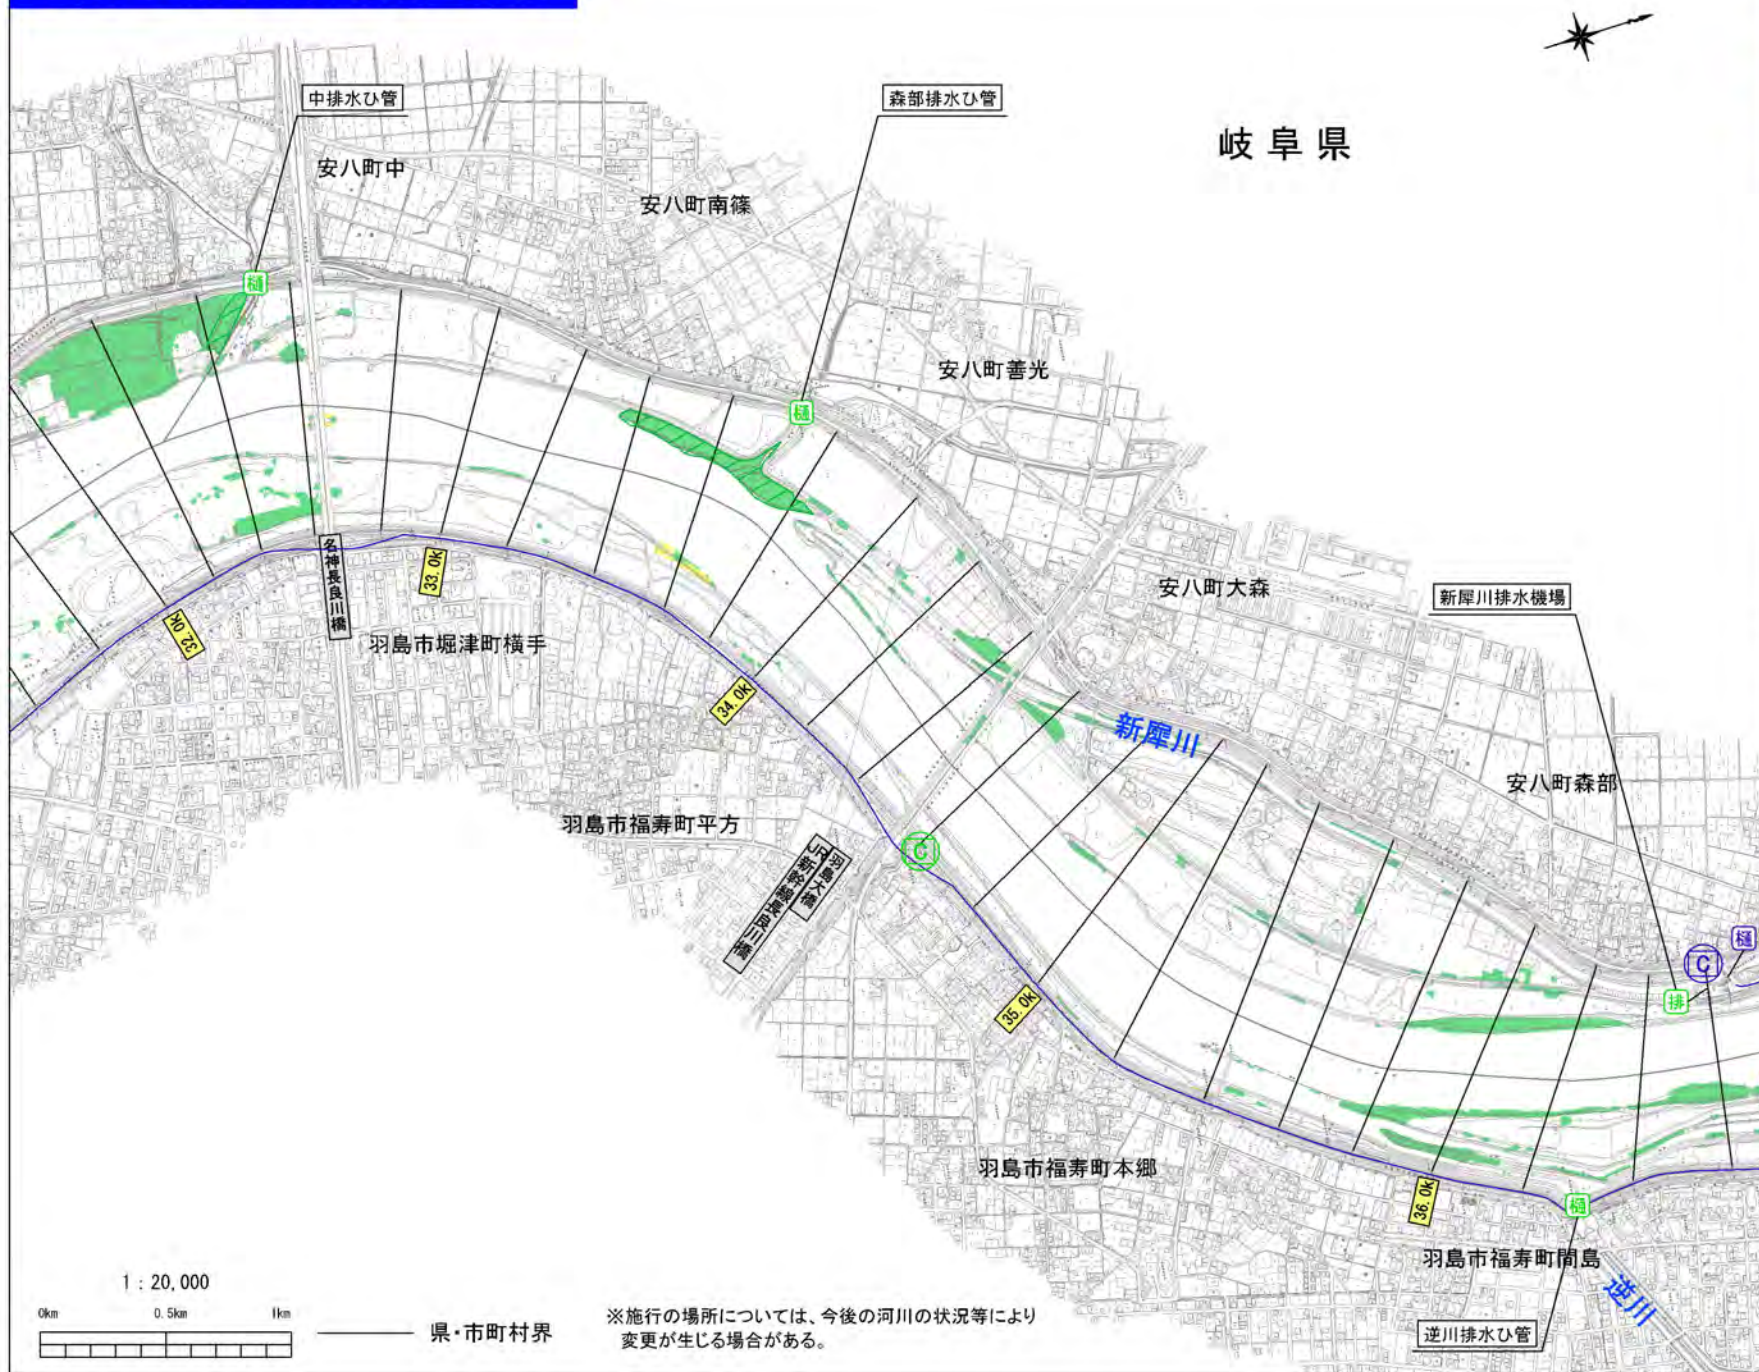 岐阜県
中排水ひ管
森部排水ひ管
安八町中
安八町南篠
樋
安八町善光
樋
名神長良川橋
33.0K
32.0K
羽島市堀津町横手
安八町大森
新犀川排水機場
34.0K
新犀川
安八町森部
羽島市福寿町平方
C
羽島大橋
JR新幹線長良川橋
樋
C
排
35.0K
羽島市福寿町本郷
36.0K
樋
羽島市福寿町間島
逆川
逆川排水ひ管
1:20,000
0km 0.5km 1km
県・市町村界
※施行の場所については、今後の河川の状況等により
変更が生じる場合がある。